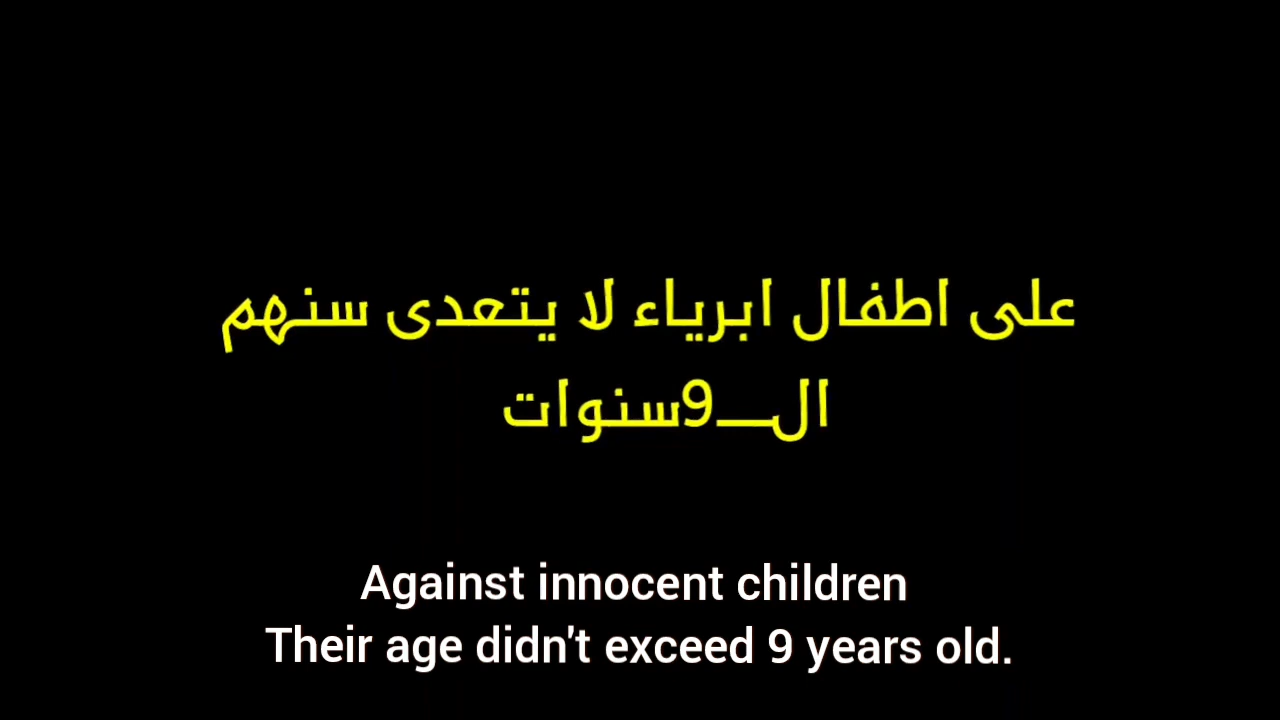 على اطفال ابرياء لا يتعدى سنهم
الـــ9سنوات
Against innocent children
Their age didn't exceed 9 years old.